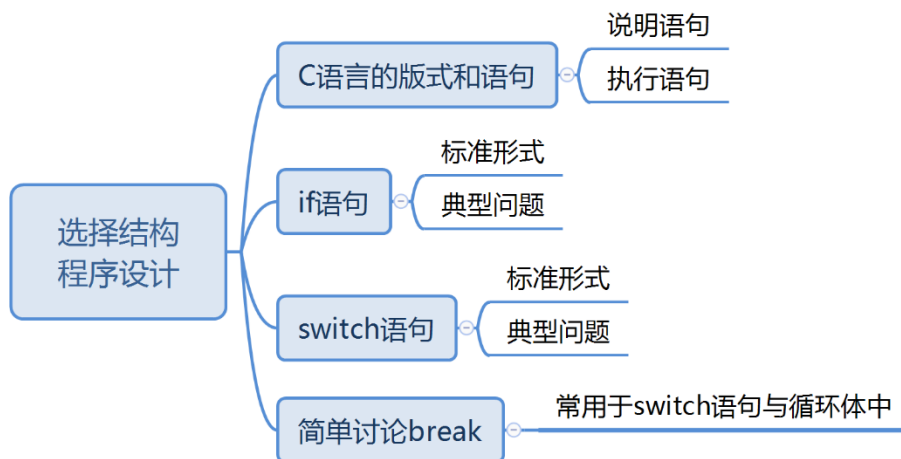 选择结构
程序设计
C语言的版式和语句
说明语句
执行语句
if语句
标准形式
典型问题
switch语句
标准形式
典型问题
简单讨论break
常用于switch语句与循环体中